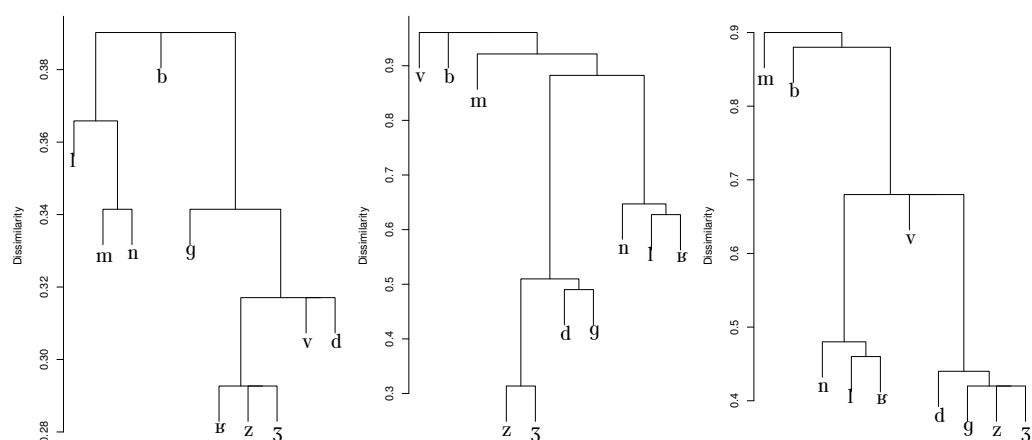 Dissimilarity
0.28 0.30 0.32 0.34 0.36 0.38
b
l
m n
g
v d
ʁ z ʒ
Dissimilarity
0.3 0.4 0.5 0.6 0.7 0.8 0.9
v b
m
n l ʁ
d g
z ʒ
Dissimilarity
0.4 0.5 0.6 0.7 0.8 0.9
m
b
v
n l ʁ
d g z ʒ